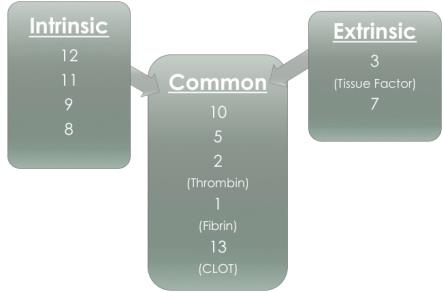 Intrinsic
12
11
9
8
Extrinsic
3
(Tissue Factor)
7
Common
10
5
2
(Thrombin)
1
(Fibrin)
13
(CLOT)